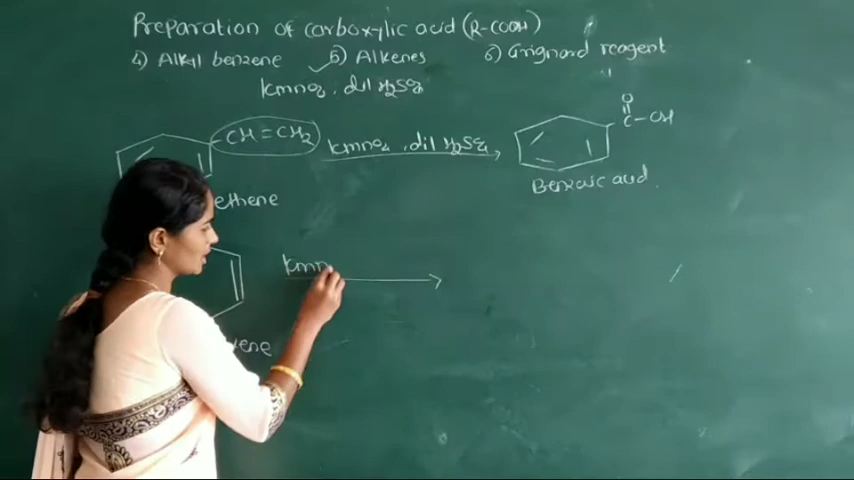 Preparation of carboxylic acid (R-COOH)
4) Alkyl benzene 5) Alkenes 6) Grignard reagent
kmno4, dil H2SO4
CH=CH2 kmno4, dil H2SO4 O
C-OH
ethene Benzoic acid.
kmn
ene